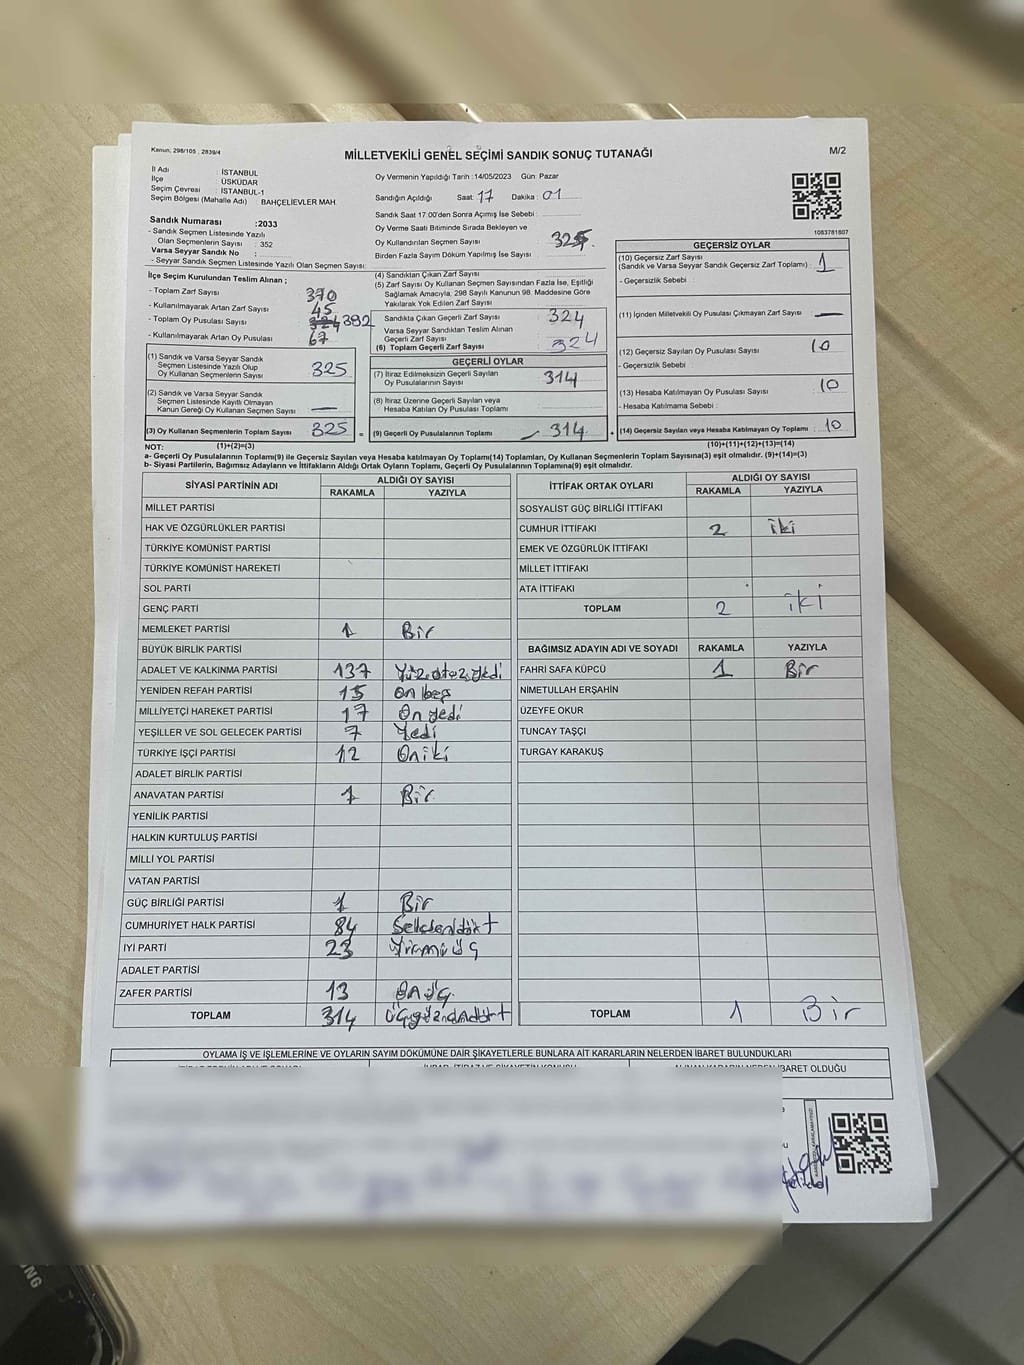 Kanun: 298/105 , 2839/4
MİLLETVEKİLİ GENEL SEÇİMİ SANDIK SONUÇ TUTANAĞI
M/2
İl Adı : İSTANBUL
İlçe : ÜSKÜDAR
Seçim Çevresi : İSTANBUL-1
Seçim Bölgesi (Mahalle Adı) : BAHÇELİEVLER MAH.
Sandık Numarası :2033
- Sandık Seçmen Listesinde Yazılı
Olan Seçmenlerin Sayısı : 352
Varsa Seyyar Sandık No :
- Seyyar Sandık Seçmen Listesinde Yazılı Olan Seçmen Sayısı:
Oy Vermenin Yapıldığı Tarih :14/05/2023 Gün: Pazar
Sandığın Açıldığı Saat: 17 Dakika : 01
Sandık Saat 17:00'den Sonra Açılmış İse Sebebi :
Oy Verme Saati Bitiminde Sırada Bekleyen ve
Oy Kullandırılan Seçmen Sayısı 325
Birden Fazla Sayım Döküm Yapılmış İse Sayısı
1083781807
İlçe Seçim Kurulundan Teslim Alınan ;
- Toplam Zarf Sayısı 370
- Kullanılmayarak Artan Zarf Sayısı 45
- Toplam Oy Pusulası Sayısı 324 392
- Kullanılmayarak Artan Oy Pusulası 67
(1) Sandık ve Varsa Seyyar Sandık
Seçmen Listesinde Yazılı Olup
Oy Kullanan Seçmenlerin Sayısı 325
(2) Sandık ve Varsa Seyyar Sandık
Seçmen Listesinde Kayıtlı Olmayan
Kanun Gereği Oy Kullanan Seçmen Sayısı —
(3) Oy Kullanan Seçmenlerin Toplam Sayısı 325 =
(4) Sandıktan Çıkan Zarf Sayısı
(5) Zarf Sayısı Oy Kullanan Seçmen Sayısından Fazla İse, Eşitliği
Sağlamak Amacıyla, 298 Sayılı Kanunun 98. Maddesine Göre
Yakılarak Yok Edilen Zarf Sayısı
Sandıkta Çıkan Geçerli Zarf Sayısı 324
Varsa Seyyar Sandıktan Teslim Alınan
Geçerli Zarf Sayısı
(6) Toplam Geçerli Zarf Sayısı 324
GEÇERLİ OYLAR
(7) İtiraz Edilmeksizin Geçerli Sayılan
Oy Pusulalarının Sayısı 314
(8) İtiraz Üzerine Geçerli Sayılan veya
Hesaba Katılan Oy Pusulası Toplamı
(9) Geçerli Oy Pusulalarının Toplamı 314 +
GEÇERSİZ OYLAR
(10) Geçersiz Zarf Sayısı
(Sandık ve Varsa Seyyar Sandık Geçersiz Zarf Toplamı) : 1
- Geçersizlik Sebebi :
(11) İçinden Milletvekili Oy Pusulası Çıkmayan Zarf Sayısı : —
(12) Geçersiz Sayılan Oy Pusulası Sayısı : 10
- Geçersizlik Sebebi :
(13) Hesaba Katılmayan Oy Pusulası Sayısı : 10
- Hesaba Katılmama Sebebi :
(14) Geçersiz Sayılan veya Hesaba Katılmayan Oy Toplamı : 10
NOT: (1)+(2)=(3) (10)+(11)+(12)+(13)=(14)
a- Geçerli Oy Pusulalarının Toplamı(9) ile Geçersiz Sayılan ve Hesaba Katılmayan Oy Toplamı(14) Toplamları, Oy Kullanan Seçmenlerin Toplam Sayısına(3) eşit olmalıdır. (9)+(14)=(3)
b- Siyasi Partilerin, Bağımsız Adayların ve İttifakların Aldığı Ortak Oyların Toplamı, Geçerli Oy Pusulalarının Toplamına(9) eşit olmalıdır.
SİYASİ PARTİNİN ADI ALDIĞI OY SAYISI
RAKAMLA YAZIYLA
MİLLET PARTİSİ
HAK VE ÖZGÜRLÜKLER PARTİSİ
TÜRKİYE KOMÜNİST PARTİSİ
TÜRKİYE KOMÜNİST HAREKETİ
SOL PARTİ
GENÇ PARTİ
MEMLEKET PARTİSİ 1 Bir
BÜYÜK BİRLİK PARTİSİ
ADALET VE KALKINMA PARTİSİ 137 Yüzotuzyedi
YENİDEN REFAH PARTİSİ 15 Onbeş
MİLLİYETÇİ HAREKET PARTİSİ 17 Onyedi
YEŞİLLER VE SOL GELECEK PARTİSİ 7 Yedi
TÜRKİYE İŞÇİ PARTİSİ 12 Oniki
ADALET BİRLİK PARTİSİ
ANAVATAN PARTİSİ 1 Bir
YENİLİK PARTİSİ
HALKIN KURTULUŞ PARTİSİ
MİLLİ YOL PARTİSİ
VATAN PARTİSİ
GÜÇ BİRLİĞİ PARTİSİ 1 Bir
CUMHURİYET HALK PARTİSİ 84 Seksendört
İYİ PARTİ 23 Yirmiüç
ADALET PARTİSİ
ZAFER PARTİSİ 13 Onüç
TOPLAM 314 Üçyüzondört
İTTİFAK ORTAK OYLARI ALDIĞI OY SAYISI
RAKAMLA YAZIYLA
SOSYALİST GÜÇ BİRLİĞİ İTTİFAKI
CUMHUR İTTİFAKI 2 iki
EMEK VE ÖZGÜRLÜK İTTİFAKI
MİLLET İTTİFAKI
ATA İTTİFAKI
TOPLAM 2 iki
BAĞIMSIZ ADAYIN ADI VE SOYADI RAKAMLA YAZIYLA
FAHRİ SAFA KÜPCÜ 1 Bir
NİMETULLAH ERŞAHİN
ÜZEYFE OKUR
TUNCAY TAŞÇI
TURGAY KARAKUŞ
TOPLAM 1 Bir
OYLAMA İŞ VE İŞLEMLERİNE VE OYLARIN SAYIM DÖKÜMÜNE DAİR ŞİKAYETLERLE BUNLARA AİT KARARLARIN NELERDEN İBARET BULUNDUKLARI
İBARET OLDUĞU